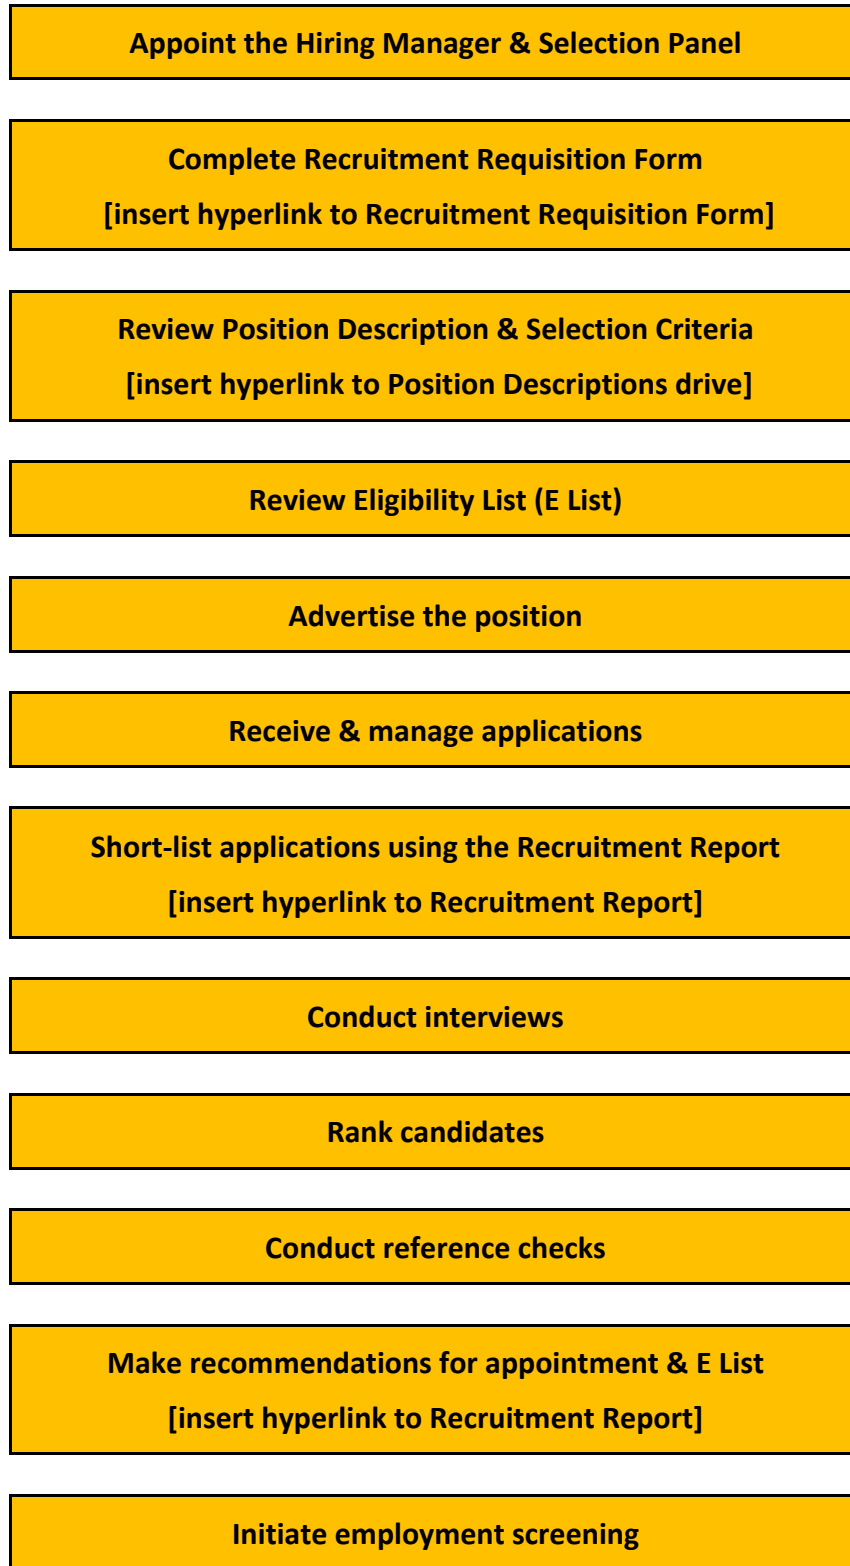 Appoint the Hiring Manager & Selection Panel
Complete Recruitment Requisition Form
[insert hyperlink to Recruitment Requisition Form]
Review Position Description & Selection Criteria
[insert hyperlink to Position Descriptions drive]
Review Eligibility List (E List)
Advertise the position
Receive & manage applications
Short-list applications using the Recruitment Report
[insert hyperlink to Recruitment Report]
Conduct interviews
Rank candidates
Conduct reference checks
Make recommendations for appointment & E List
[insert hyperlink to Recruitment Report]
Initiate employment screening